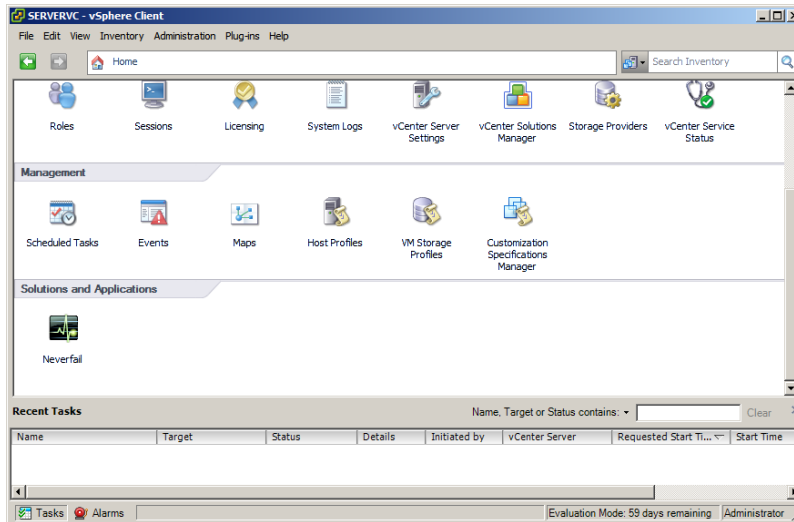 SERVERVC - vSphere Client
File Edit View Inventory Administration Plug-ins Help
Home
Search Inventory
Roles
Sessions
Licensing
System Logs
vCenter Server
Settings
vCenter Solutions
Manager
Storage Providers
vCenter Service
Status
Management
Scheduled Tasks
Events
Maps
Host Profiles
VM Storage
Profiles
Customization
Specifications
Manager
Solutions and Applications
Neverfail
Recent Tasks
Name, Target or Status contains:
Clear
Name Target Status Details Initiated by vCenter Server Requested Start Ti... Start Time
Tasks Alarms Evaluation Mode: 59 days remaining Administrator